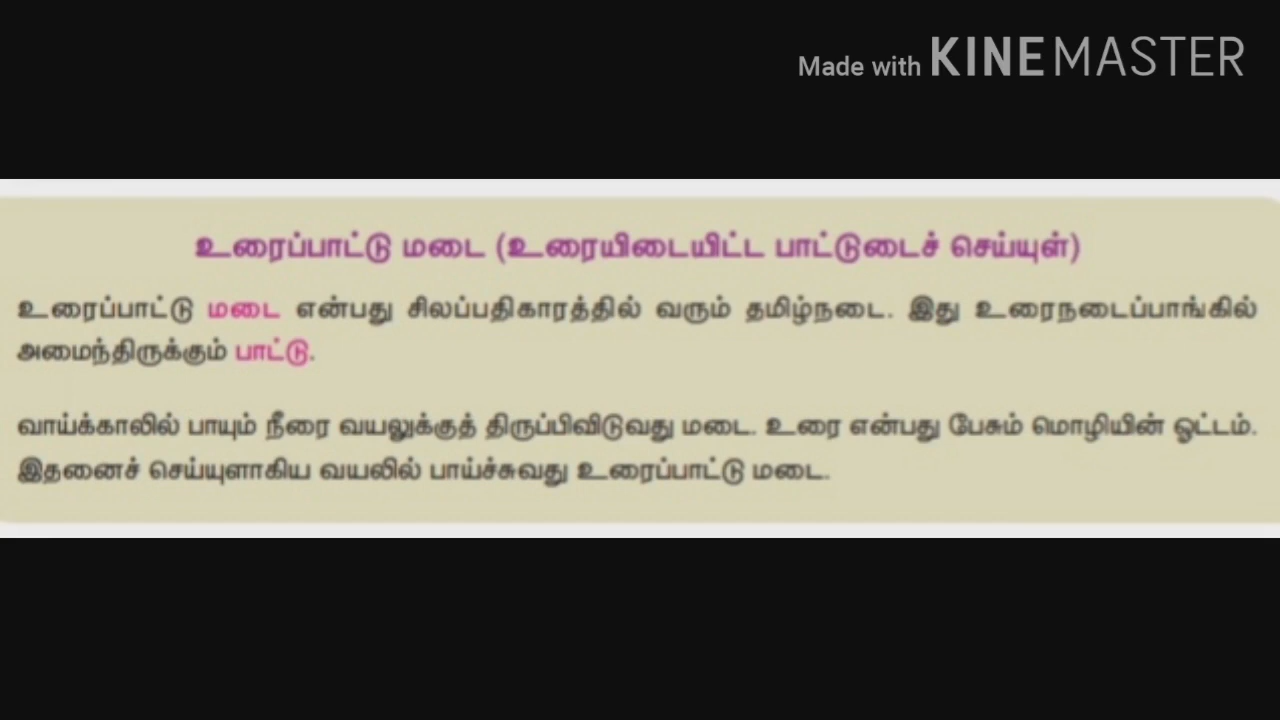 Made with KINEMASTER
உரைப்பாட்டு மடை (உரையிடையிட்ட பாட்டுடைச் செய்யுள்)
உரைப்பாட்டு மடை என்பது சிலப்பதிகாரத்தில் வரும் தமிழ்நடை. இது உரைநடைப்பாங்கில்
அமைந்திருக்கும் பாட்டு.
வாய்க்காலில் பாயும் நீரை வயலுக்குத் திருப்பிவிடுவது மடை. உரை என்பது பேசும் மொழியின் ஓட்டம்.
இதனைச் செய்யுளாகிய வயலில் பாய்ச்சுவது உரைப்பாட்டு மடை.